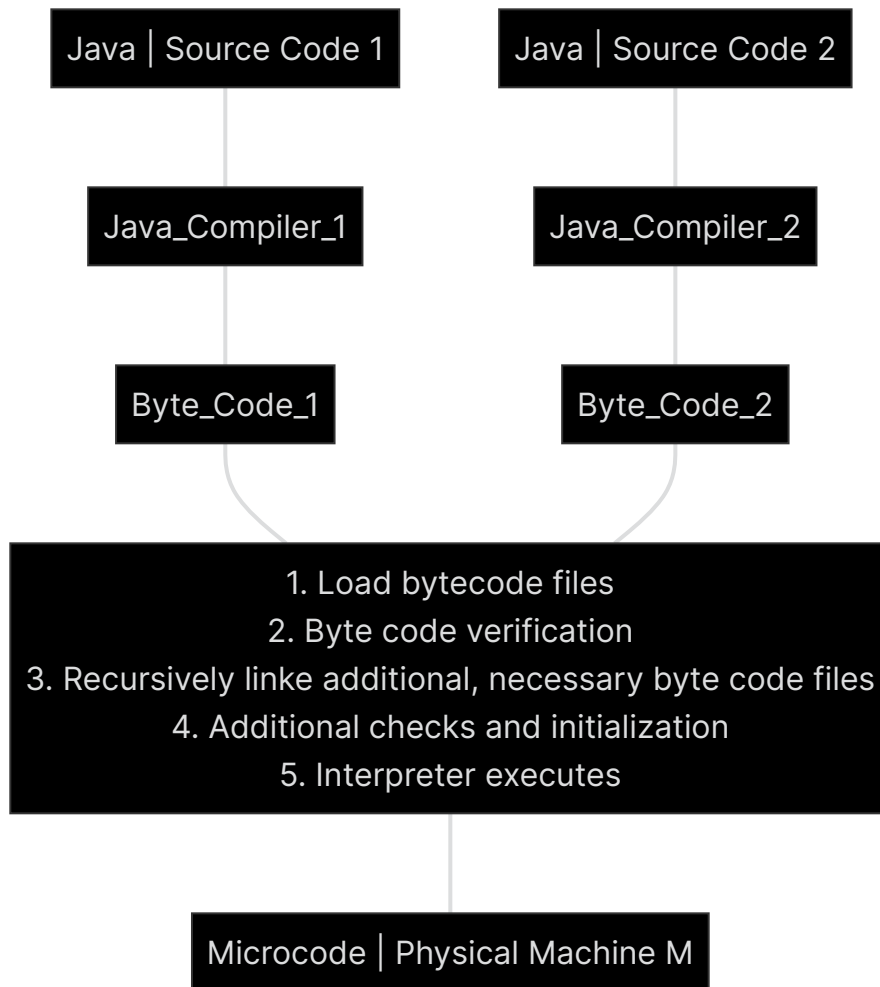 Java | Source Code 1
Java | Source Code 2
Java_Compiler_1
Java_Compiler_2
Byte_Code_1
Byte_Code_2
1. Load bytecode files
2. Byte code verification
3. Recursively linke additional, necessary byte code files
4. Additional checks and initialization
5. Interpreter executes
Microcode | Physical Machine M